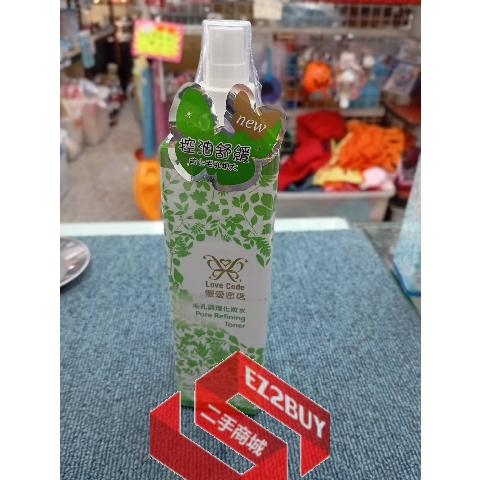 new
控油舒緩
Love Code
戀愛密碼
毛孔調理化妝水
Pore Refining
Toner
EZ2BUY
二手商城